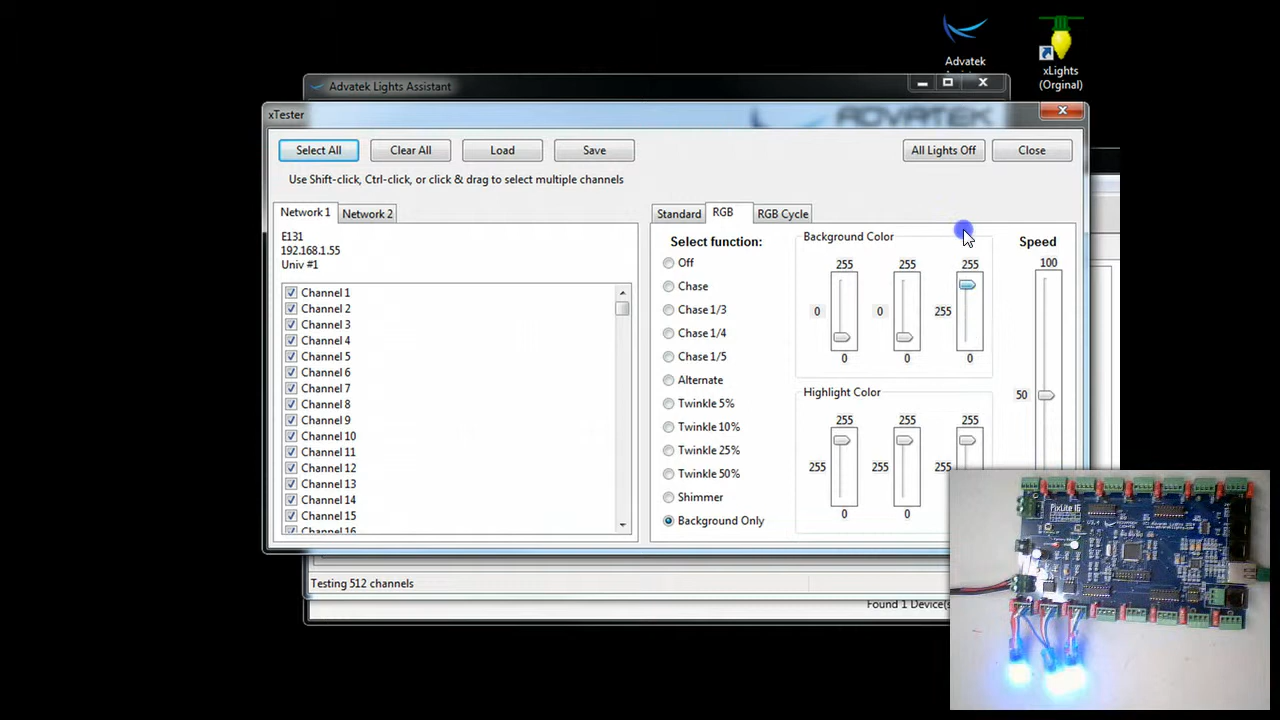 Advatek
xLights
(Orginal)
Advatek Lights Assistant
ADVATEK
xTester
Select All
Clear All
Load
Save
All Lights Off
Close
Use Shift-click, Ctrl-click, or click & drag to select multiple channels
Network 1
Network 2
E131
192.168.1.55
Univ #1
Channel 1
Channel 2
Channel 3
Channel 4
Channel 5
Channel 6
Channel 7
Channel 8
Channel 9
Channel 10
Channel 11
Channel 12
Channel 13
Channel 14
Channel 15
Channel 16
Standard
RGB
RGB Cycle
Select function:
Off
Chase
Chase 1/3
Chase 1/4
Chase 1/5
Alternate
Twinkle 5%
Twinkle 10%
Twinkle 25%
Twinkle 50%
Shimmer
Background Only
Background Color
255 255 255
0 0 255
0 0 0
Highlight Color
255 255 255
255 255 255
0 0
Speed
100
50
Testing 512 channels
Found 1 Device(s
PixLite 16